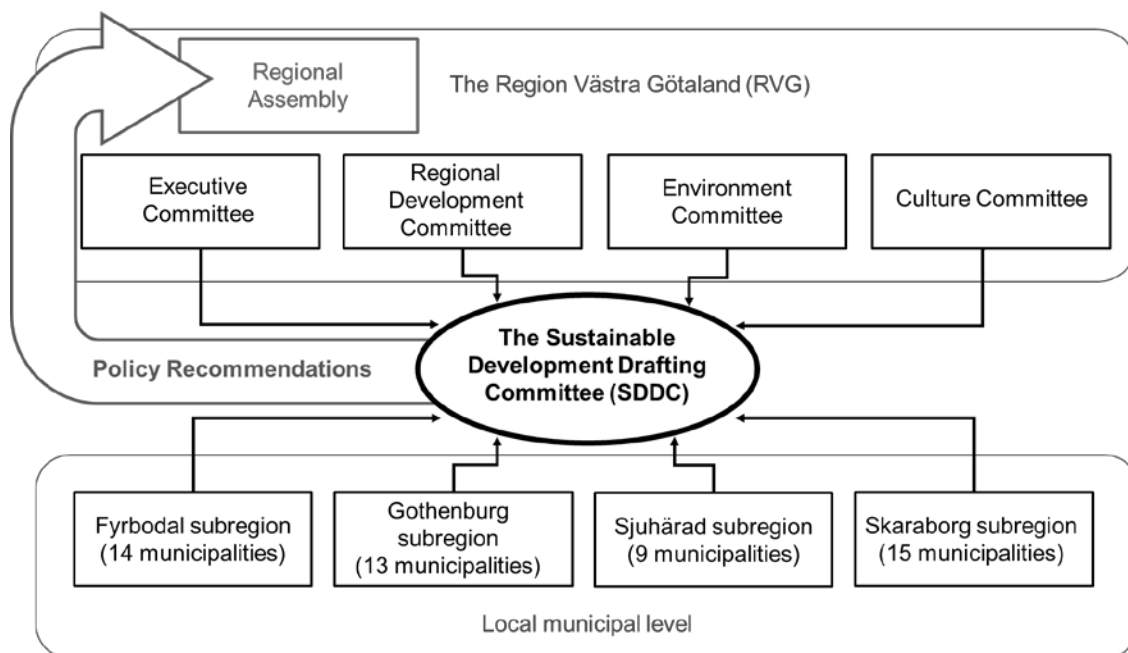 Regional
Assembly
The Region Västra Götaland (RVG)
Executive
Committee
Regional
Development
Committee
Environment
Committee
Culture Committee
The Sustainable
Development Drafting
Committee (SDDC)
Policy Recommendations
Fyrbodal subregion
(14 municipalities)
Gothenburg
subregion
(13 municipalities)
Sjuhärad subregion
(9 municipalities)
Skaraborg subregion
(15 municipalities)
Local municipal level